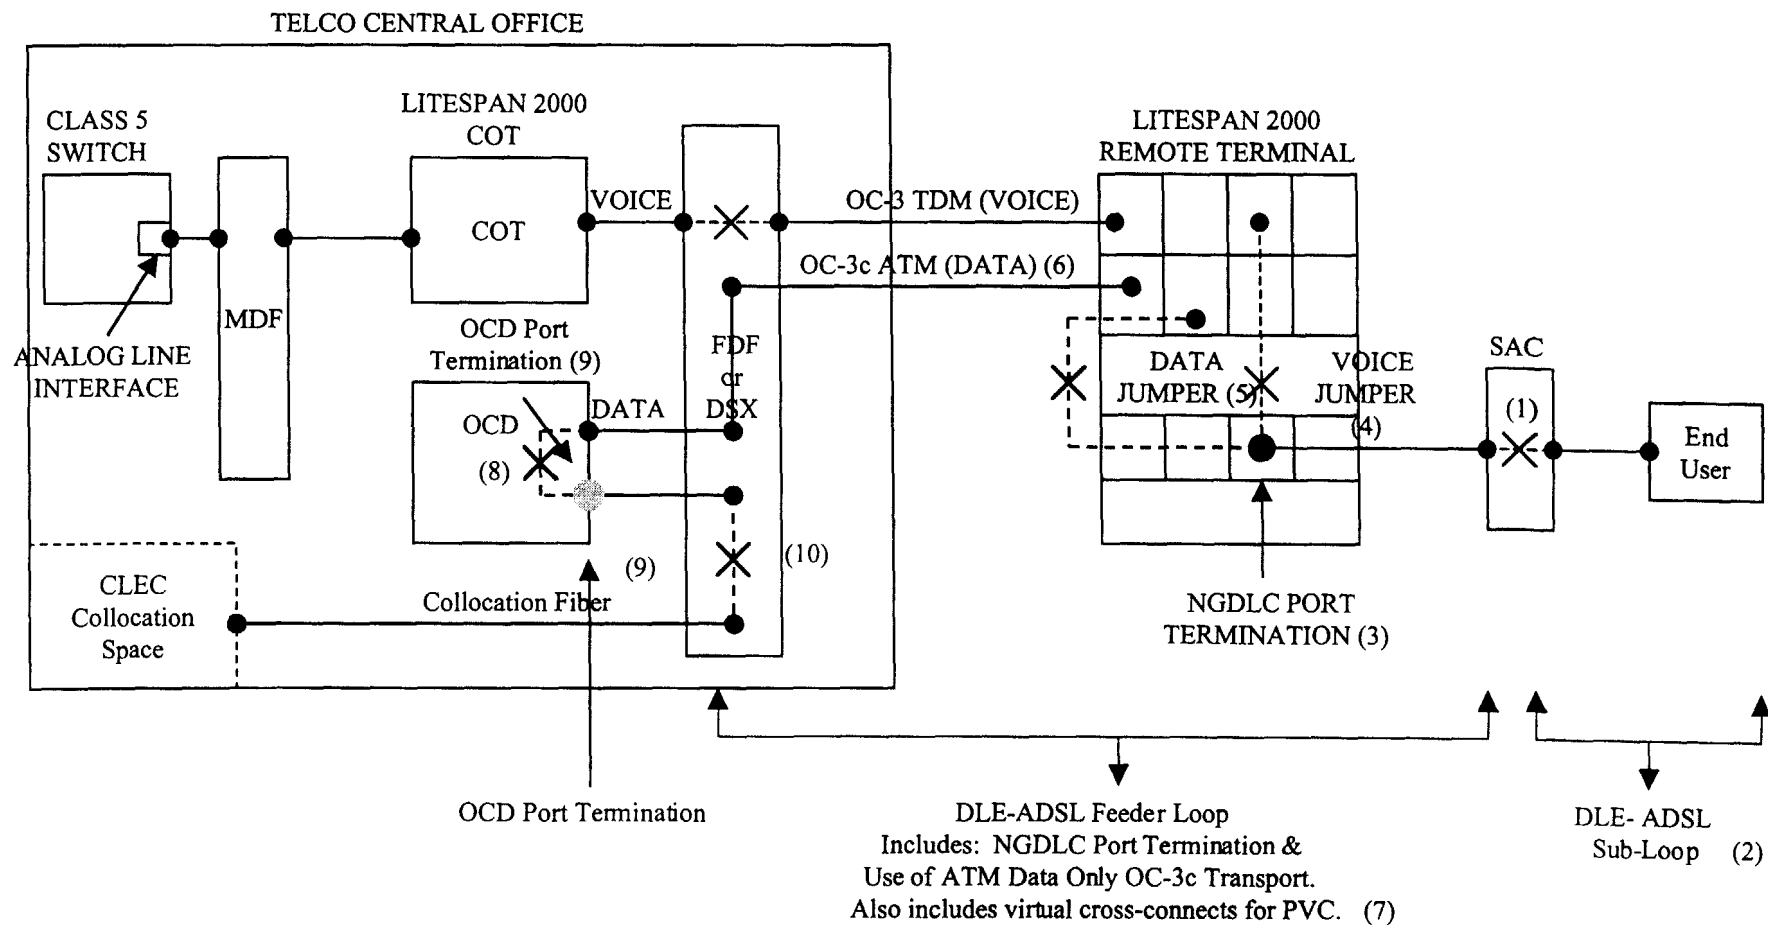 TELCO CENTRAL OFFICE
CLASS 5
SWITCH
LITESPAN 2000
COT
COT
VOICE
MDF
ANALOG LINE
INTERFACE
OCD Port
Termination (9)
OCD
(8)
DATA
FDF
or
DSX
(9)
(10)
CLEC
Collocation
Space
Collocation Fiber
OC-3 TDM (VOICE)
OC-3c ATM (DATA) (6)
LITESPAN 2000
REMOTE TERMINAL
DATA
JUMPER (5)
VOICE
JUMPER
(4)
SAC
(1)
End
User
NGDLC PORT
TERMINATION (3)
OCD Port Termination
DLE-ADSL Feeder Loop
Includes: NGDLC Port Termination &
Use of ATM Data Only OC-3c Transport.
Also includes virtual cross-connects for PVC. (7)
DLE- ADSL
Sub-Loop (2)